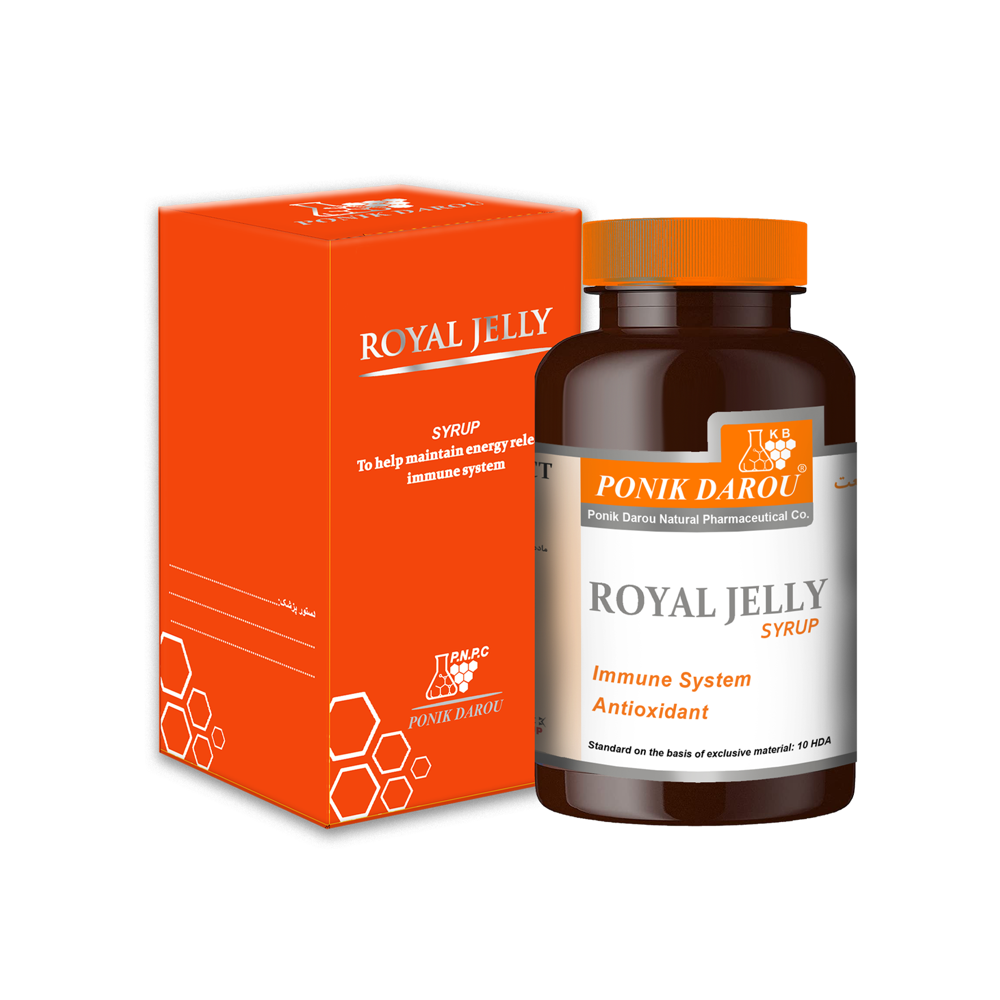 PONIK DAROU
ROYAL JELLY
SYRUP
To help maintain energy rele
immune system
دستور پزشک:
P.N.P.C
PONIK DAROU
CT
ماده
K B
PONIK DAROU®
Ponik Darou Natural Pharmaceutical Co.
ROYAL JELLY
SYRUP
Immune System
Antioxidant
Standard on the basis of exclusive material: 10 HDA